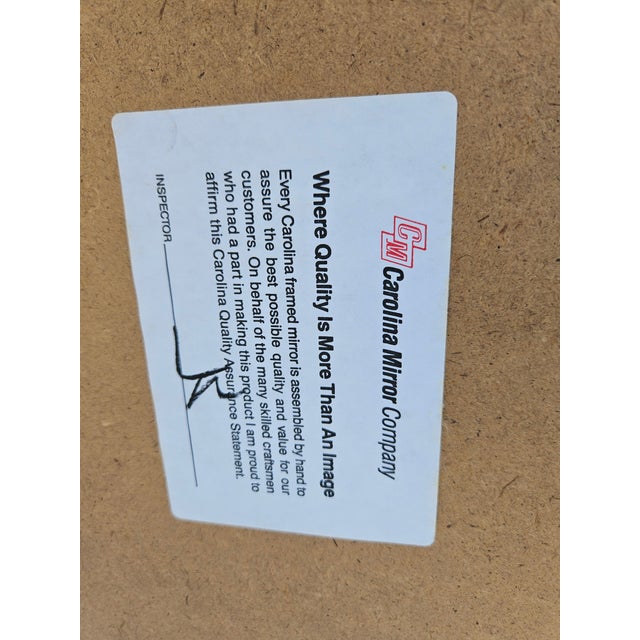 CM Carolina Mirror Company
Where Quality Is More Than An Image
Every Carolina framed mirror is assembled by hand to
assure the best possible quality and value for our
customers. On behalf of the many skilled craftsmen
who had a part in making this product I am proud to
affirm this Carolina Quality Assurance Statement.
INSPECTOR